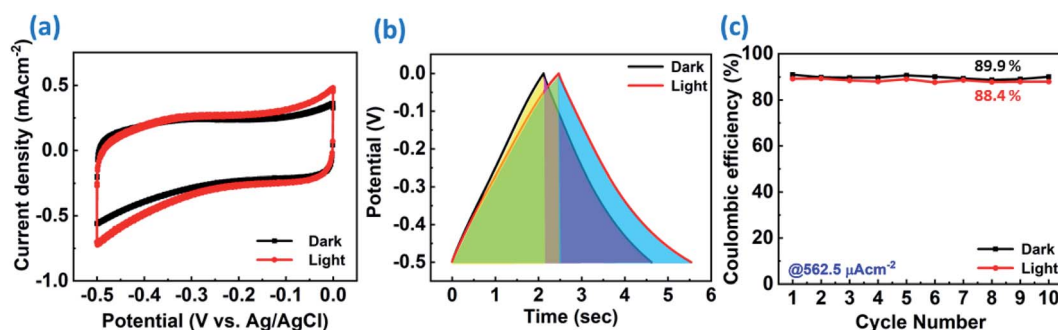 (a)
Current density (mAcm-2)
0.5
0.0
-0.5
-1.0
Dark
Light
-0.5 -0.4 -0.3 -0.2 -0.1 0.0
Potential (V vs. Ag/AgCl)
(b)
Potential (V)
0.0
-0.1
-0.2
-0.3
-0.4
-0.5
Dark
Light
0 1 2 3 4 5 6
Time (sec)
(c)
Coulombic efficiency (%)
100
80
60
40
20
0
89.9 %
88.4 %
Dark
Light
@562.5 µAcm-2
1 2 3 4 5 6 7 8 9 10
Cycle Number